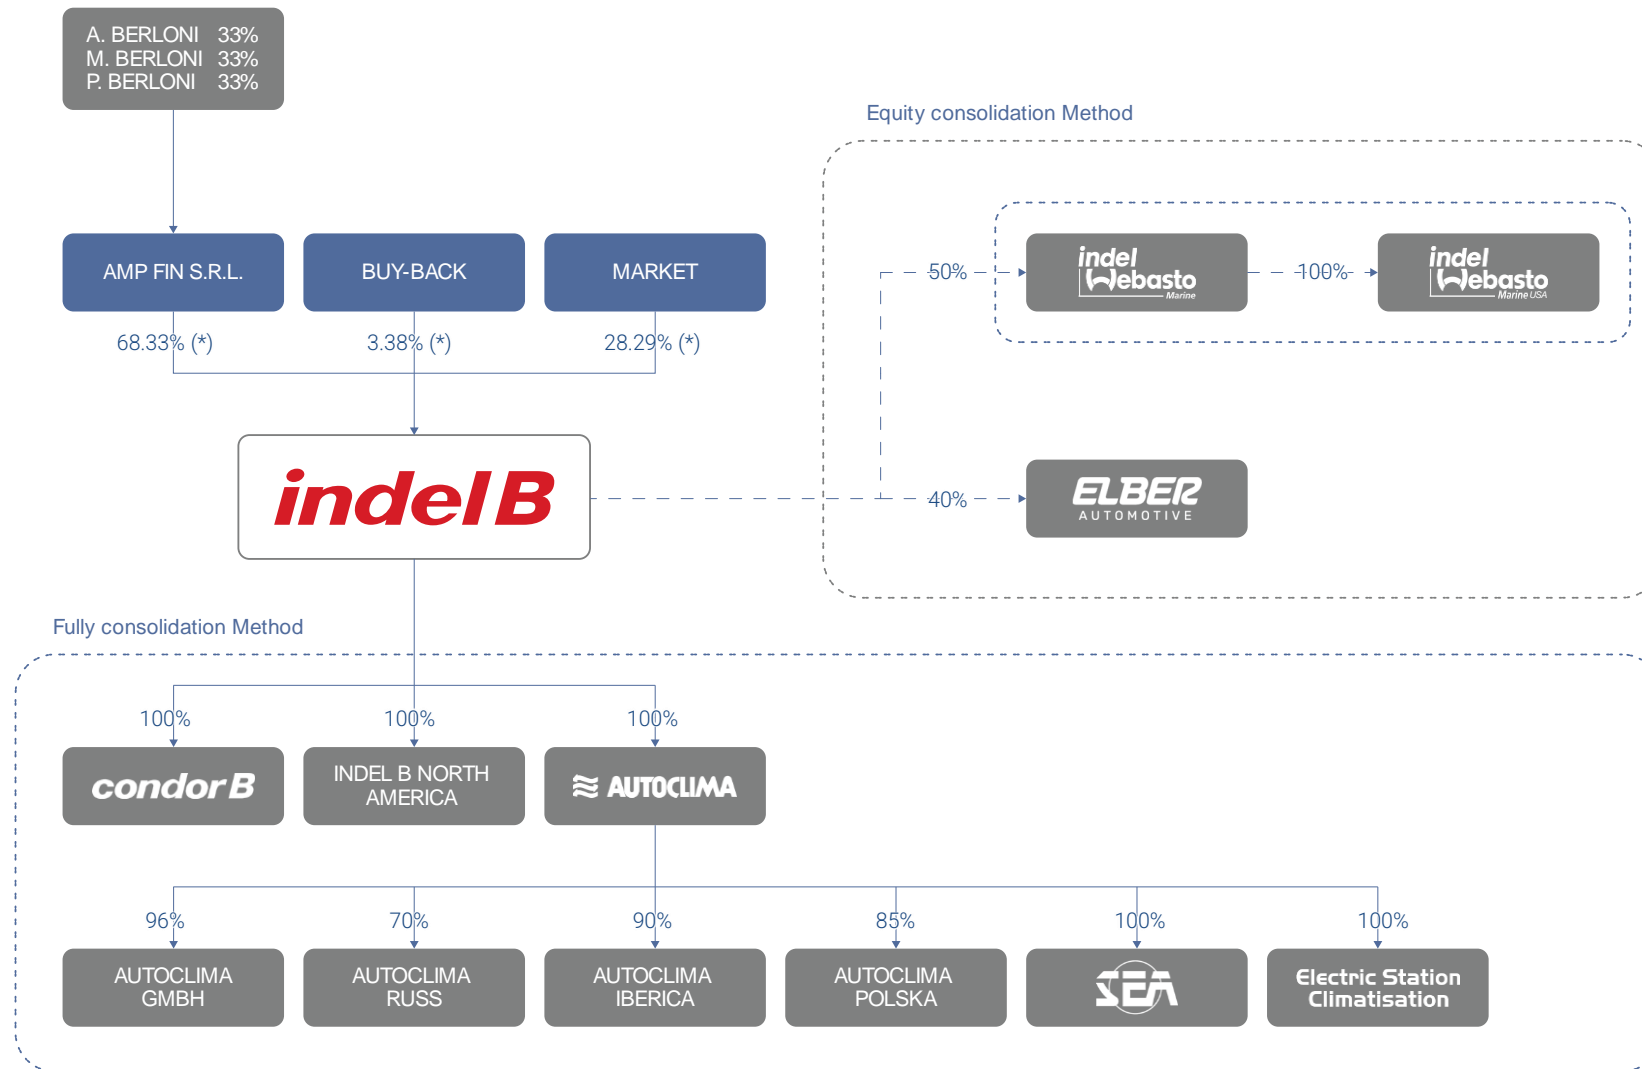 A. BERLONI 33%
M. BERLONI 33%
P. BERLONI 33%
Equity consolidation Method
AMP FIN S.R.L.
BUY-BACK
MARKET
68.33% (*)
3.38% (*)
28.29% (*)
50%
indel
Webasto
Marine
100%
indel
Webasto
Marine USA
indel B
40%
ELBER
AUTOMOTIVE
Fully consolidation Method
100%
100%
100%
condor B
INDEL B NORTH
AMERICA
AUTOCLIMA
96%
70%
90%
85%
100%
100%
AUTOCLIMA
GMBH
AUTOCLIMA
RUSS
AUTOCLIMA
IBERICA
AUTOCLIMA
POLSKA
SEA
Electric Station
Climatisation